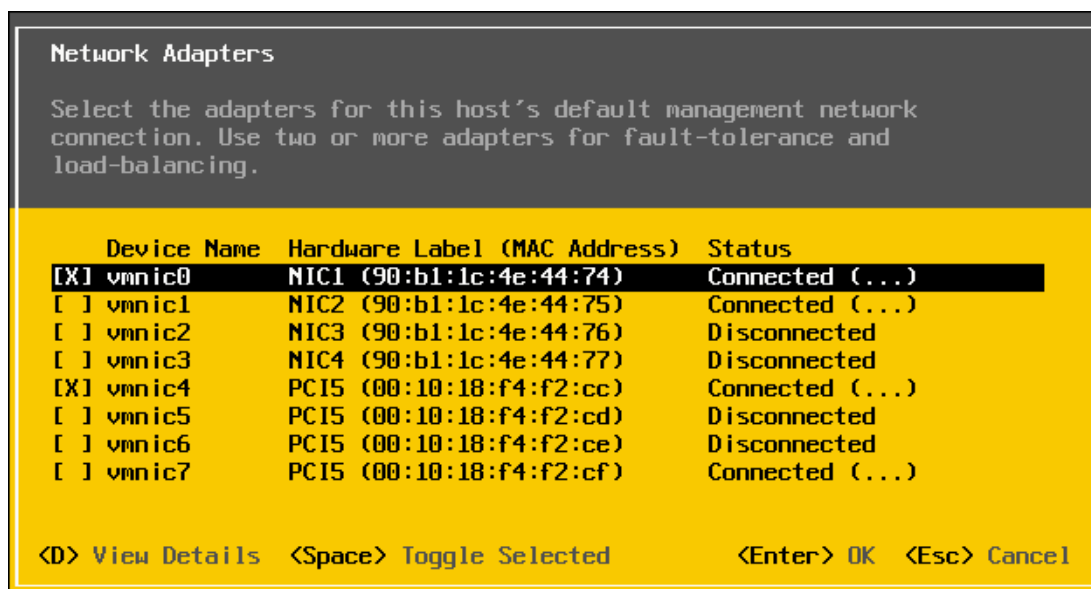 Network Adapters
Select the adapters for this host's default management network
connection. Use two or more adapters for fault-tolerance and
load-balancing.
Device Name Hardware Label (MAC Address) Status
[X] vmnic0 NIC1 (90:b1:1c:4e:44:74) Connected (...)
[ ] vmnic1 NIC2 (90:b1:1c:4e:44:75) Connected (...)
[ ] vmnic2 NIC3 (90:b1:1c:4e:44:76) Disconnected
[ ] vmnic3 NIC4 (90:b1:1c:4e:44:77) Disconnected
[X] vmnic4 PCI5 (00:10:18:f4:f2:cc) Connected (...)
[ ] vmnic5 PCI5 (00:10:18:f4:f2:cd) Disconnected
[ ] vmnic6 PCI5 (00:10:18:f4:f2:ce) Disconnected
[ ] vmnic7 PCI5 (00:10:18:f4:f2:cf) Connected (...)
<D> View Details <Space> Toggle Selected <Enter> OK <Esc> Cancel